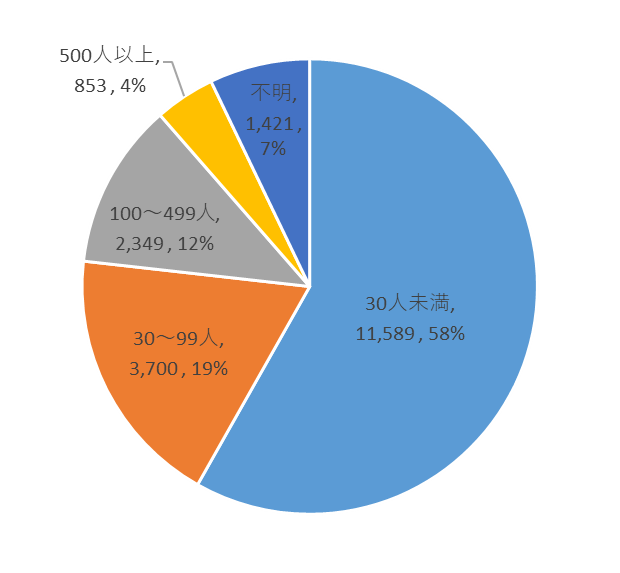 500人以上,
853 , 4%
不明,
1,421 ,
7%
100～499人,
2,349 , 12%
30人未満,
11,589 , 58%
30～99人,
3,700 , 19%